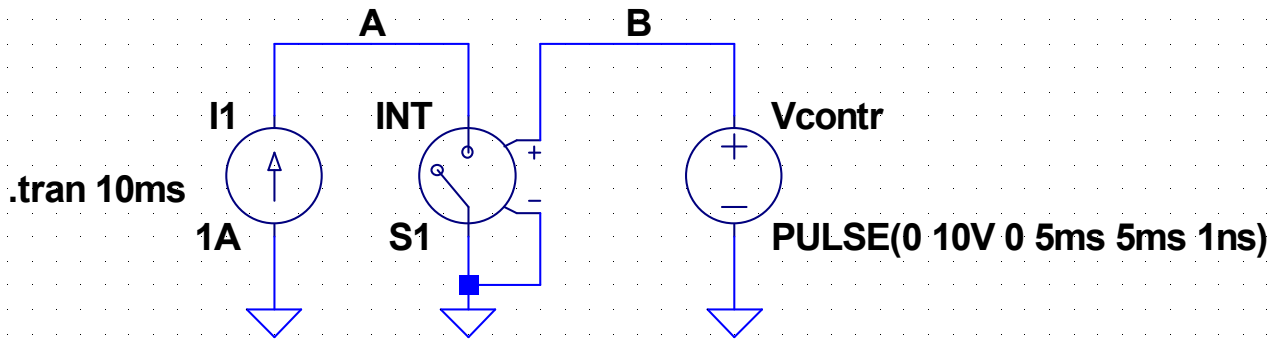 A
B
I1
INT
Vcontr
+
+
.tran 10ms
−
−
1A
S1
PULSE(0 10V 0 5ms 5ms 1ns)